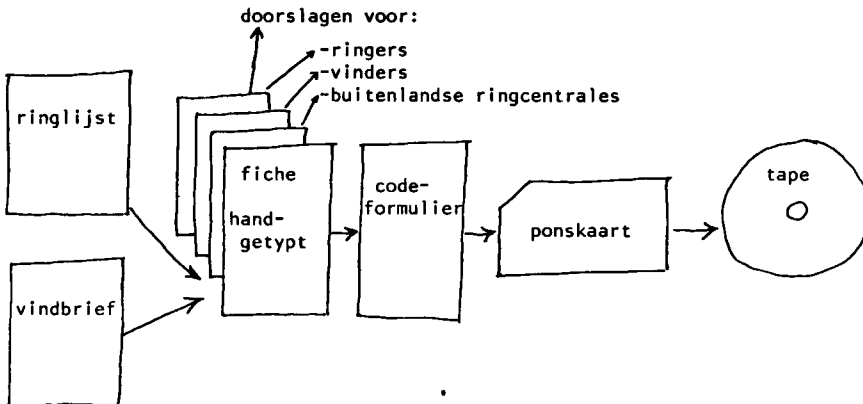 doorslagen voor:
-ringers
-vinders
-buitenlandse ringcentrales
ringlijst
fiche
hand-
getypt
code-
formulier
ponskaart
tape
vindbrief